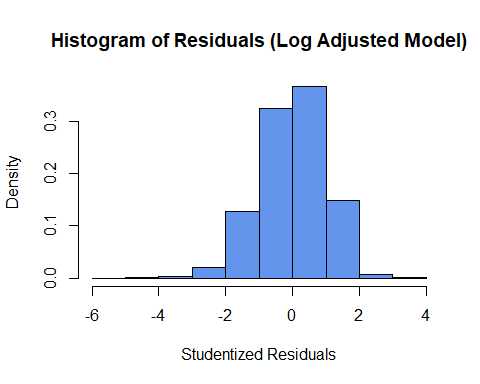 Histogram of Residuals (Log Adjusted Model)
Density
0.3
0.2
0.1
0.0
-6 -4 -2 0 2 4
Studentized Residuals